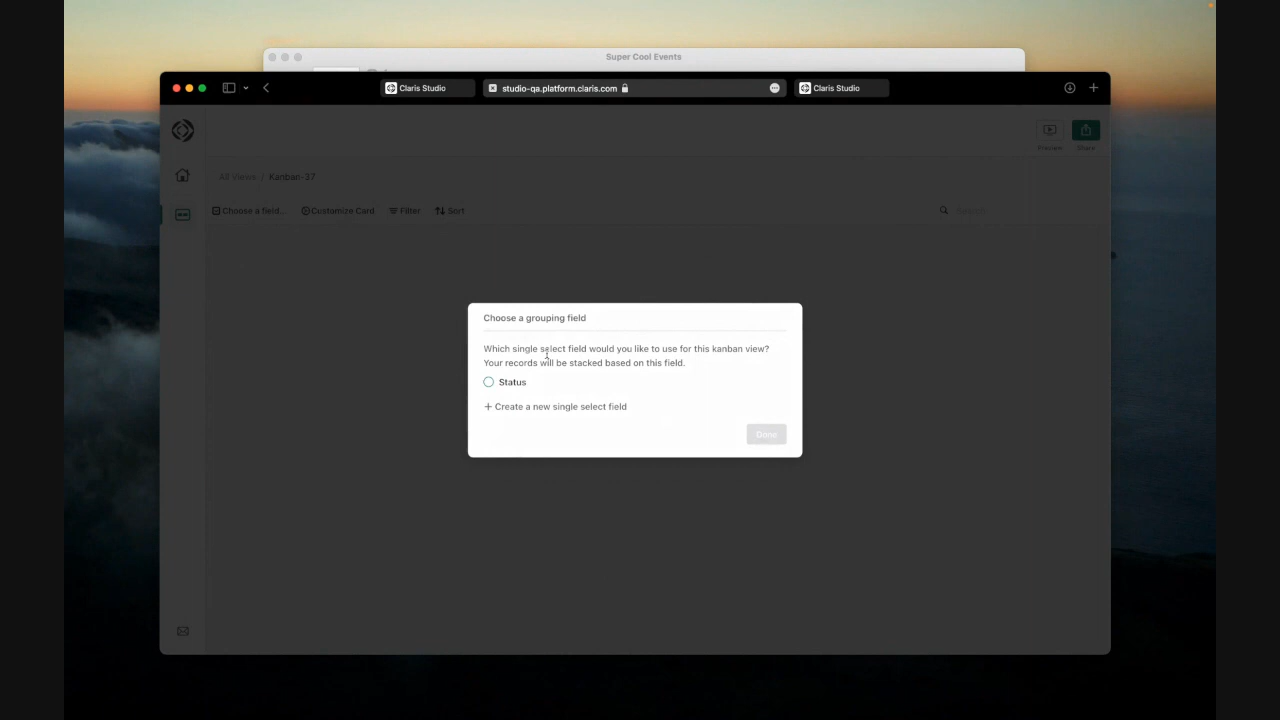 Super Cool Events
Claris Studio
studio-qa.platform.claris.com
Claris Studio
Preview
Share
All Views / Kanban-37
Choose a field...
Customize Card
Filter
Sort
Search
Choose a grouping field
Which single select field would you like to use for this kanban view?
Your records will be stacked based on this field.
Status
+ Create a new single select field
Done